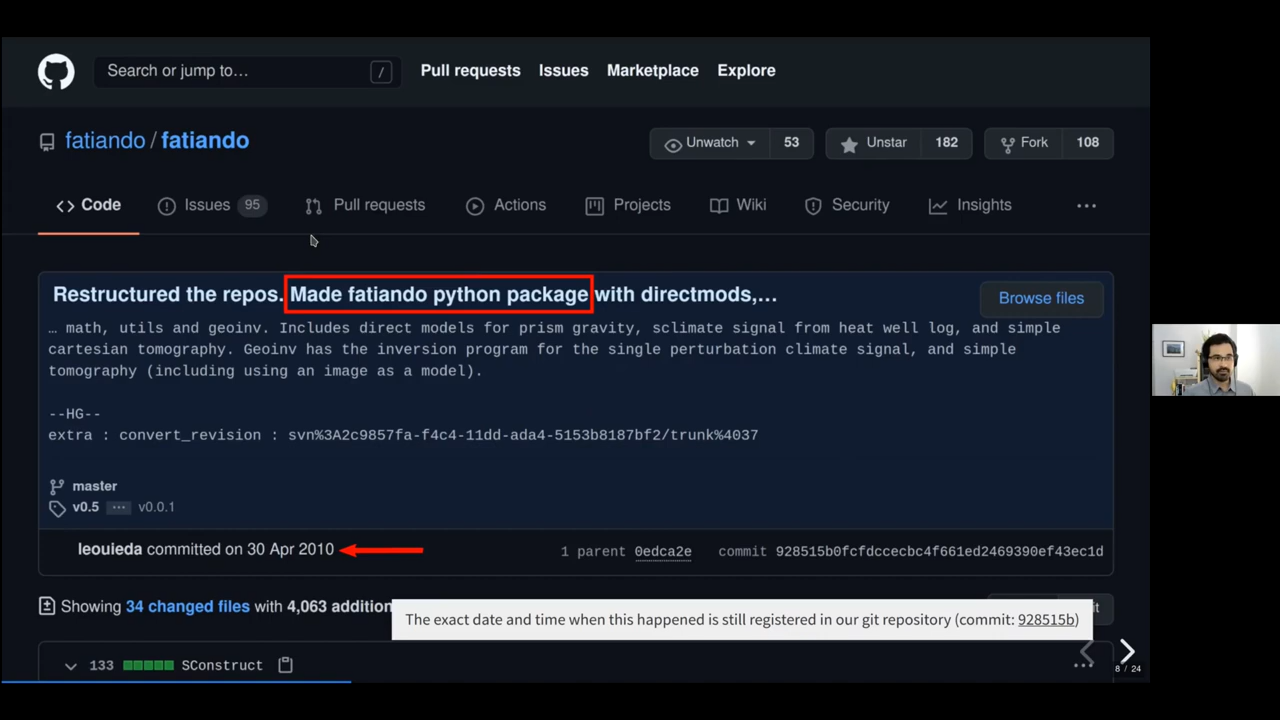 Search or jump to… /
Pull requests Issues Marketplace Explore
fatiando / fatiando
Unwatch 53 Unstar 182 Fork 108
<> Code Issues 95 Pull requests Actions Projects Wiki Security Insights ...
Restructured the repos. Made fatiando python package with directmods,…
… math, utils and geoinv. Includes direct models for prism gravity, sclimate signal from heat well log, and simple
cartesian tomography. Geoinv has the inversion program for the single perturbation climate signal, and simple
tomography (including using an image as a model).
Browse files
--HG--
extra : convert_revision : svn%3A2c9857fa-f4c4-11dd-ada4-5153b8187bf2/trunk%4037
master
v0.5 ... v0.0.1
leouieda committed on 30 Apr 2010
1 parent 0edca2e commit 928515b0fcfdccecbc4f661ed2469390ef43ec1d
Showing 34 changed files with 4,063 addition
The exact date and time when this happened is still registered in our git repository (commit: 928515b)
133 SConstruct ...
8 / 24